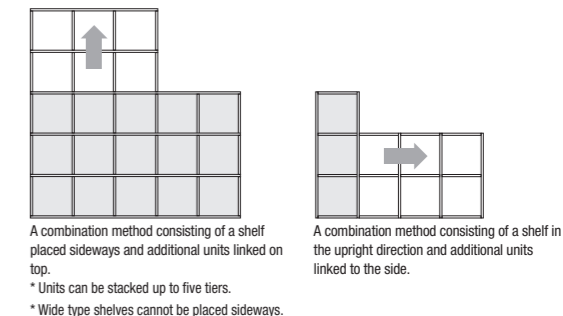 A combination method consisting of a shelf
placed sideways and additional units linked on
top.
* Units can be stacked up to five tiers.
* Wide type shelves cannot be placed sideways.
A combination method consisting of a shelf in
the upright direction and additional units
linked to the side.